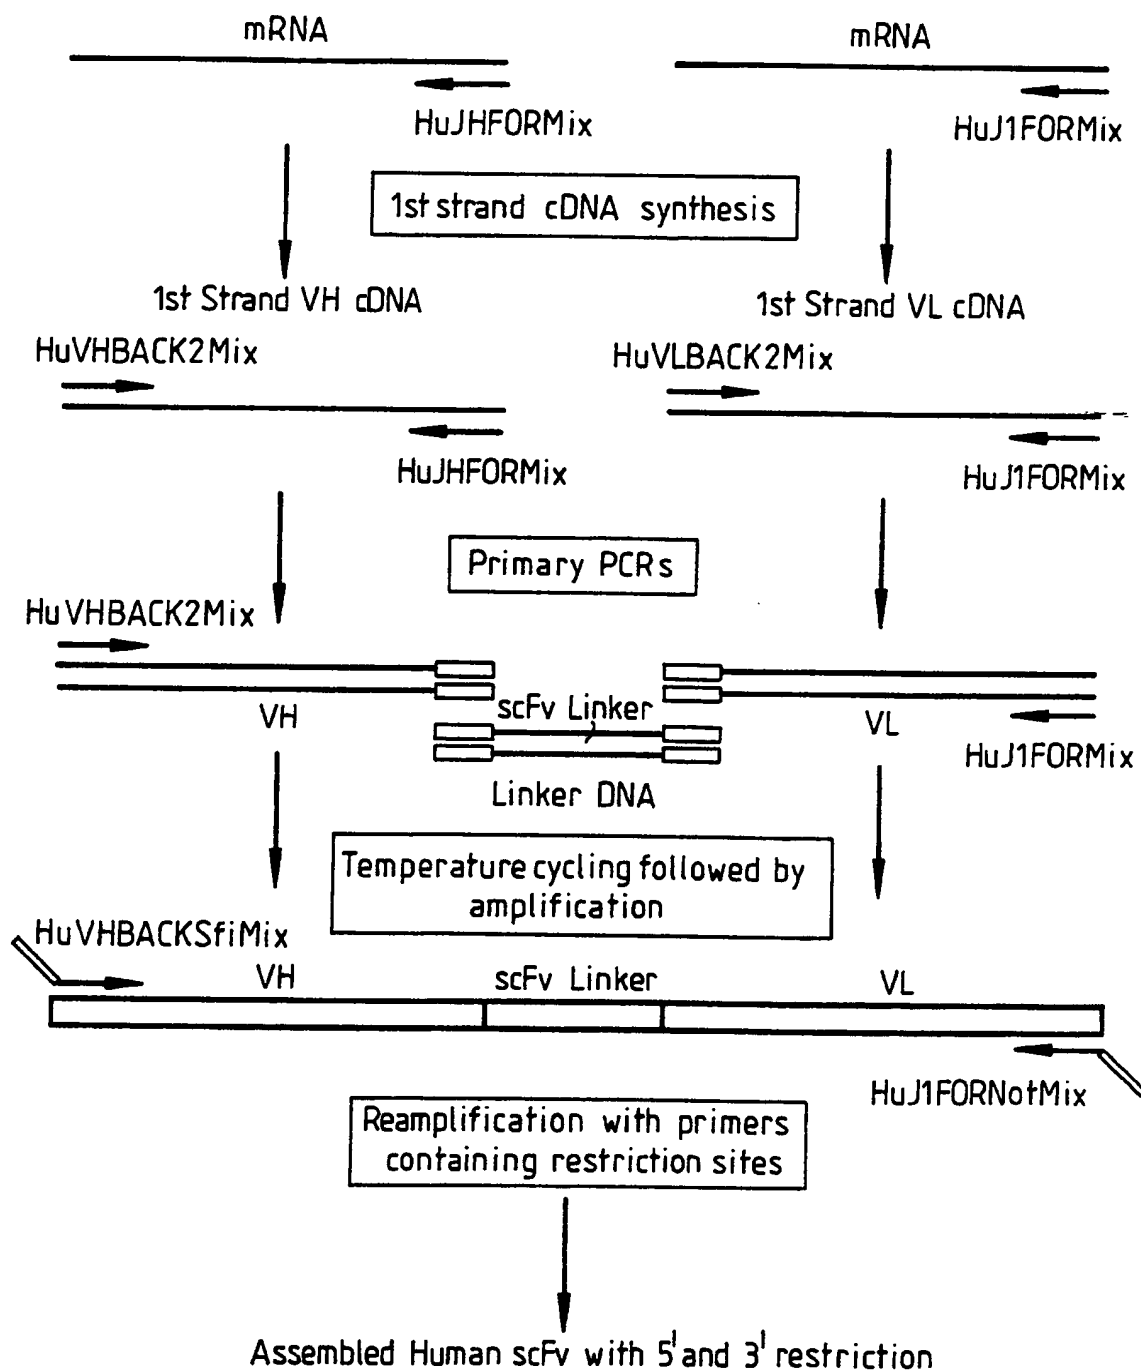 mRNA
mRNA
HuJHFORMix
HuJ1FORMix
1st strand cDNA synthesis
1st Strand VH cDNA
1st Strand VL cDNA
HuVHBACK2Mix
HuVLBACK2Mix
HuJHFORMix
HuJ1FORMix
Primary PCRs
HuVHBACK2Mix
VH
scFv Linker
VL
HuJ1FORMix
Linker DNA
Temperature cycling followed by
amplification
HuVHBACKSfiMix
VH
scFv Linker
VL
HuJ1FORNotMix
Reamplification with primers
containing restriction sites
Assembled Human scFv with 5' and 3' restriction